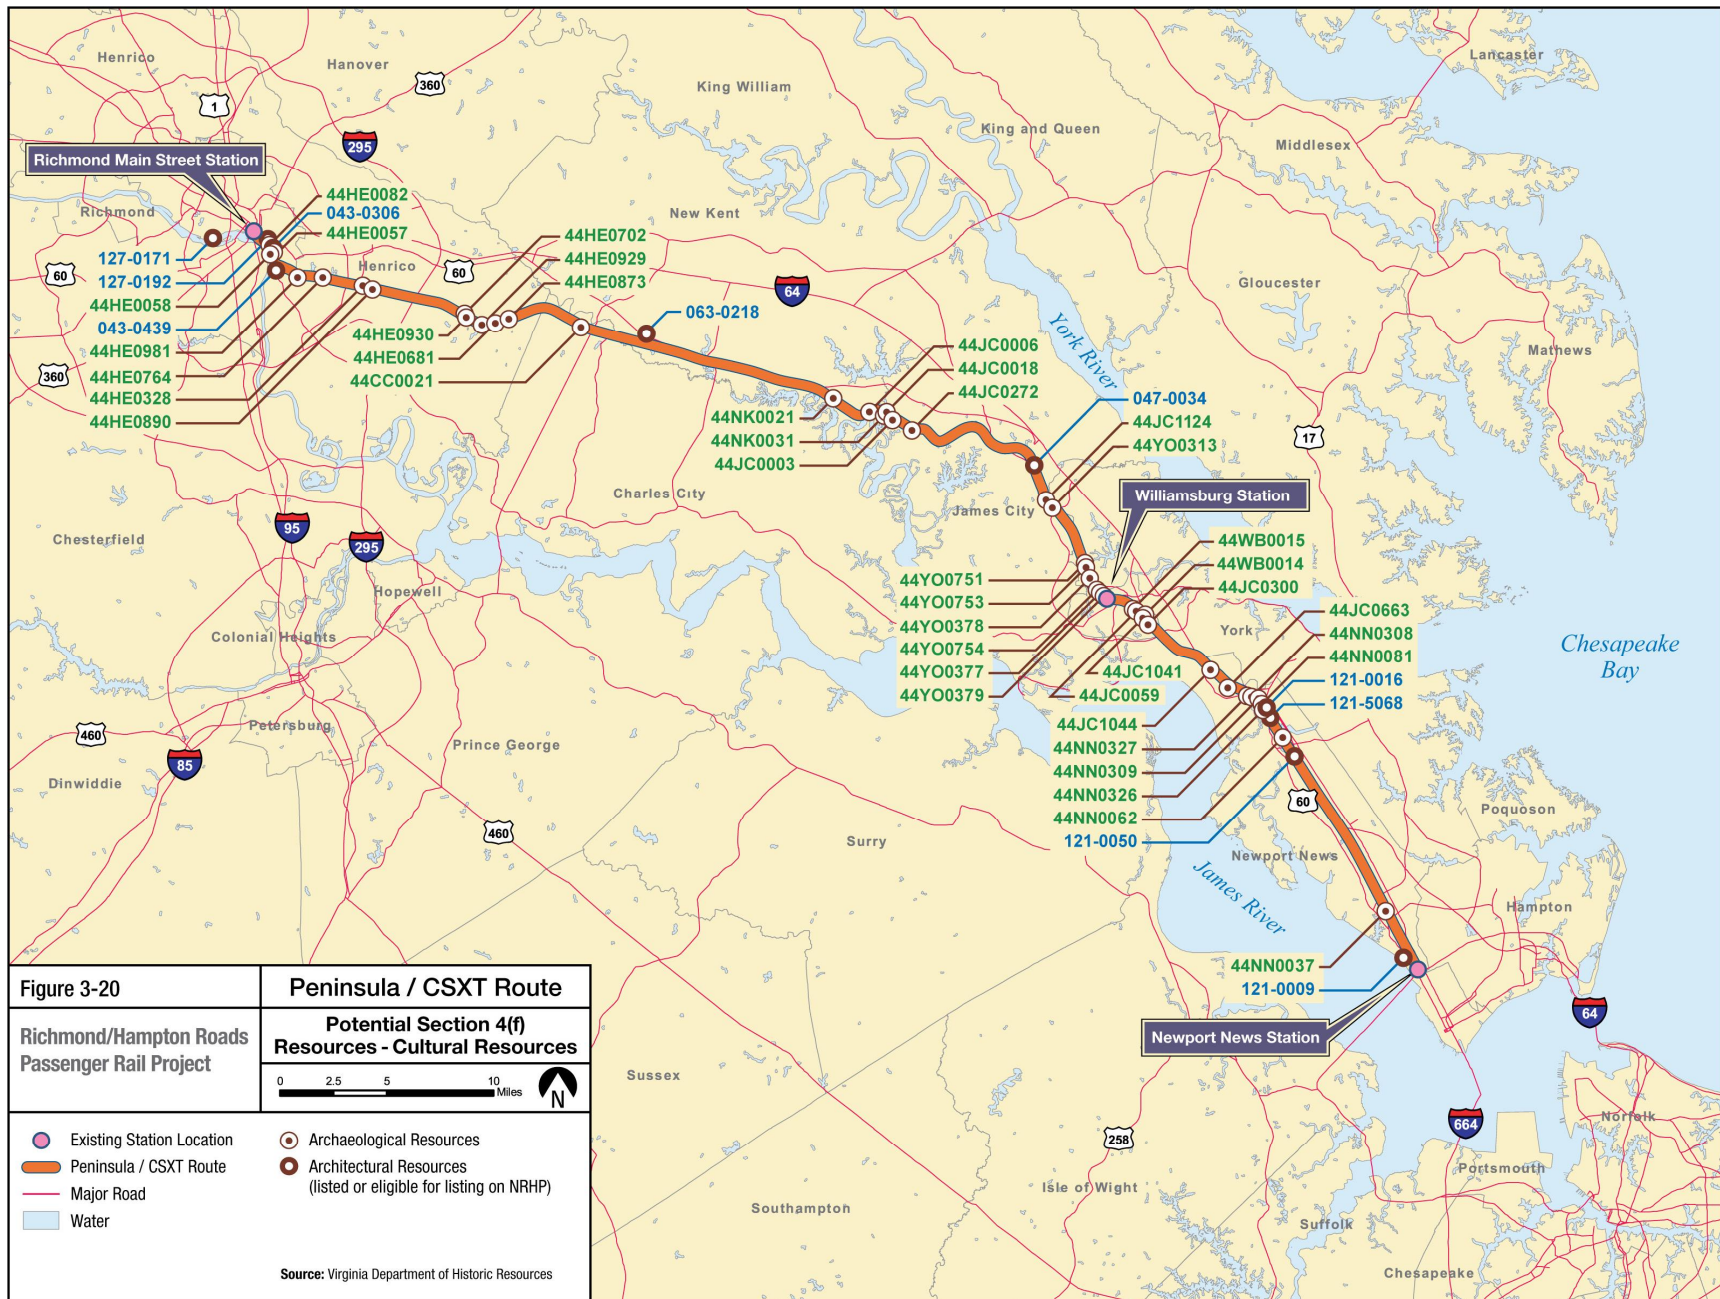 Henrico
Hanover
360
1
King William
Lancaster
King and Queen
Middlesex
295
Richmond Main Street Station
44HE0082
Richmond
043-0306
44HE0057
New Kent
44HE0702
127-0171
44HE0929
Henrico
60
60
127-0192
44HE0873
64
Gloucester
44HE0058
063-0218
043-0439
44HE0930
York River
44HE0981
44HE0681
44JC0006
Mathews
360
44HE0764
44CC0021
44JC0018
44HE0328
44JC0272
047-0034
44HE0890
44NK0021
44JC1124
44NK0031
44YO0313
17
44JC0003
Charles City
Williamsburg Station
James City
95
Chesterfield
295
44WB0015
44WB0014
44YO0751
44JC0300
Hopewell
44YO0753
44JC0663
44YO0378
York
44NN0308
Colonial Heights
44YO0754
44NN0081
Chesapeake
Bay
44YO0377
44JC1041
121-0016
44YO0379
44JC0059
121-5068
Petersburg
44JC1044
460
Prince George
44NN0327
85
44NN0309
Dinwiddie
44NN0326
60
Poquoson
44NN0062
460
Surry
121-0050
Newport News
James River
Hampton
44NN0037
121-0009
64
Newport News Station
Figure 3-20
Peninsula / CSXT Route
Richmond/Hampton Roads
Passenger Rail Project
Potential Section 4(f)
Resources - Cultural Resources
0 2.5 5 10
Miles
N
Sussex
Norfolk
664
258
Existing Station Location
Archaeological Resources
Peninsula / CSXT Route
Architectural Resources
(listed or eligible for listing on NRHP)
Major Road
Water
Portsmouth
Isle of Wight
Southampton
Suffolk
Chesapeake
Source: Virginia Department of Historic Resources